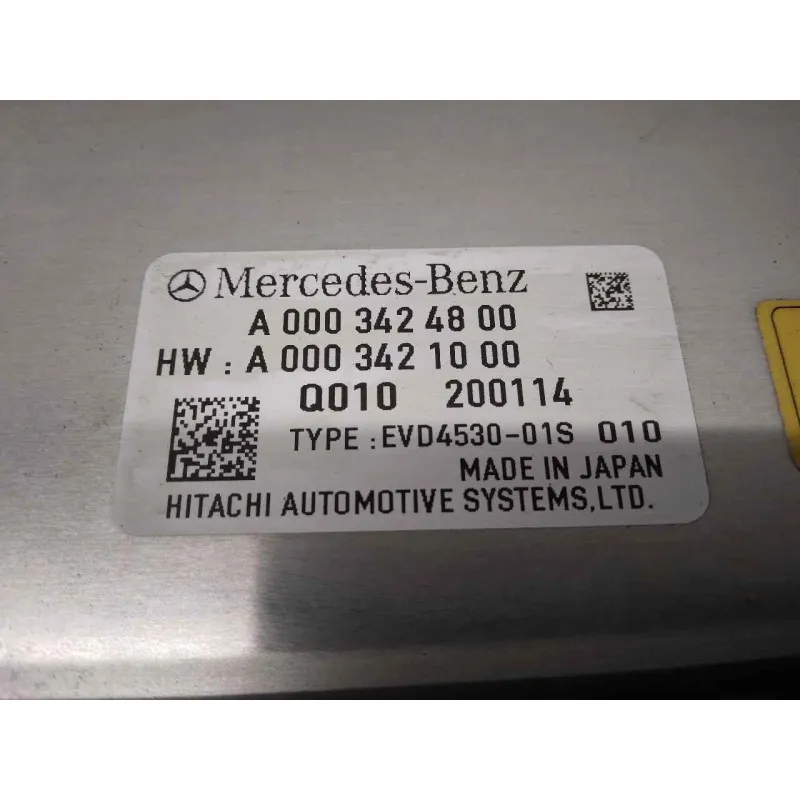 Mercedes-Benz
A 000 342 48 00
HW : A 000 342 10 00
Q010 200114
TYPE : EVD4530-01S 010
MADE IN JAPAN
HITACHI AUTOMOTIVE SYSTEMS,LTD.